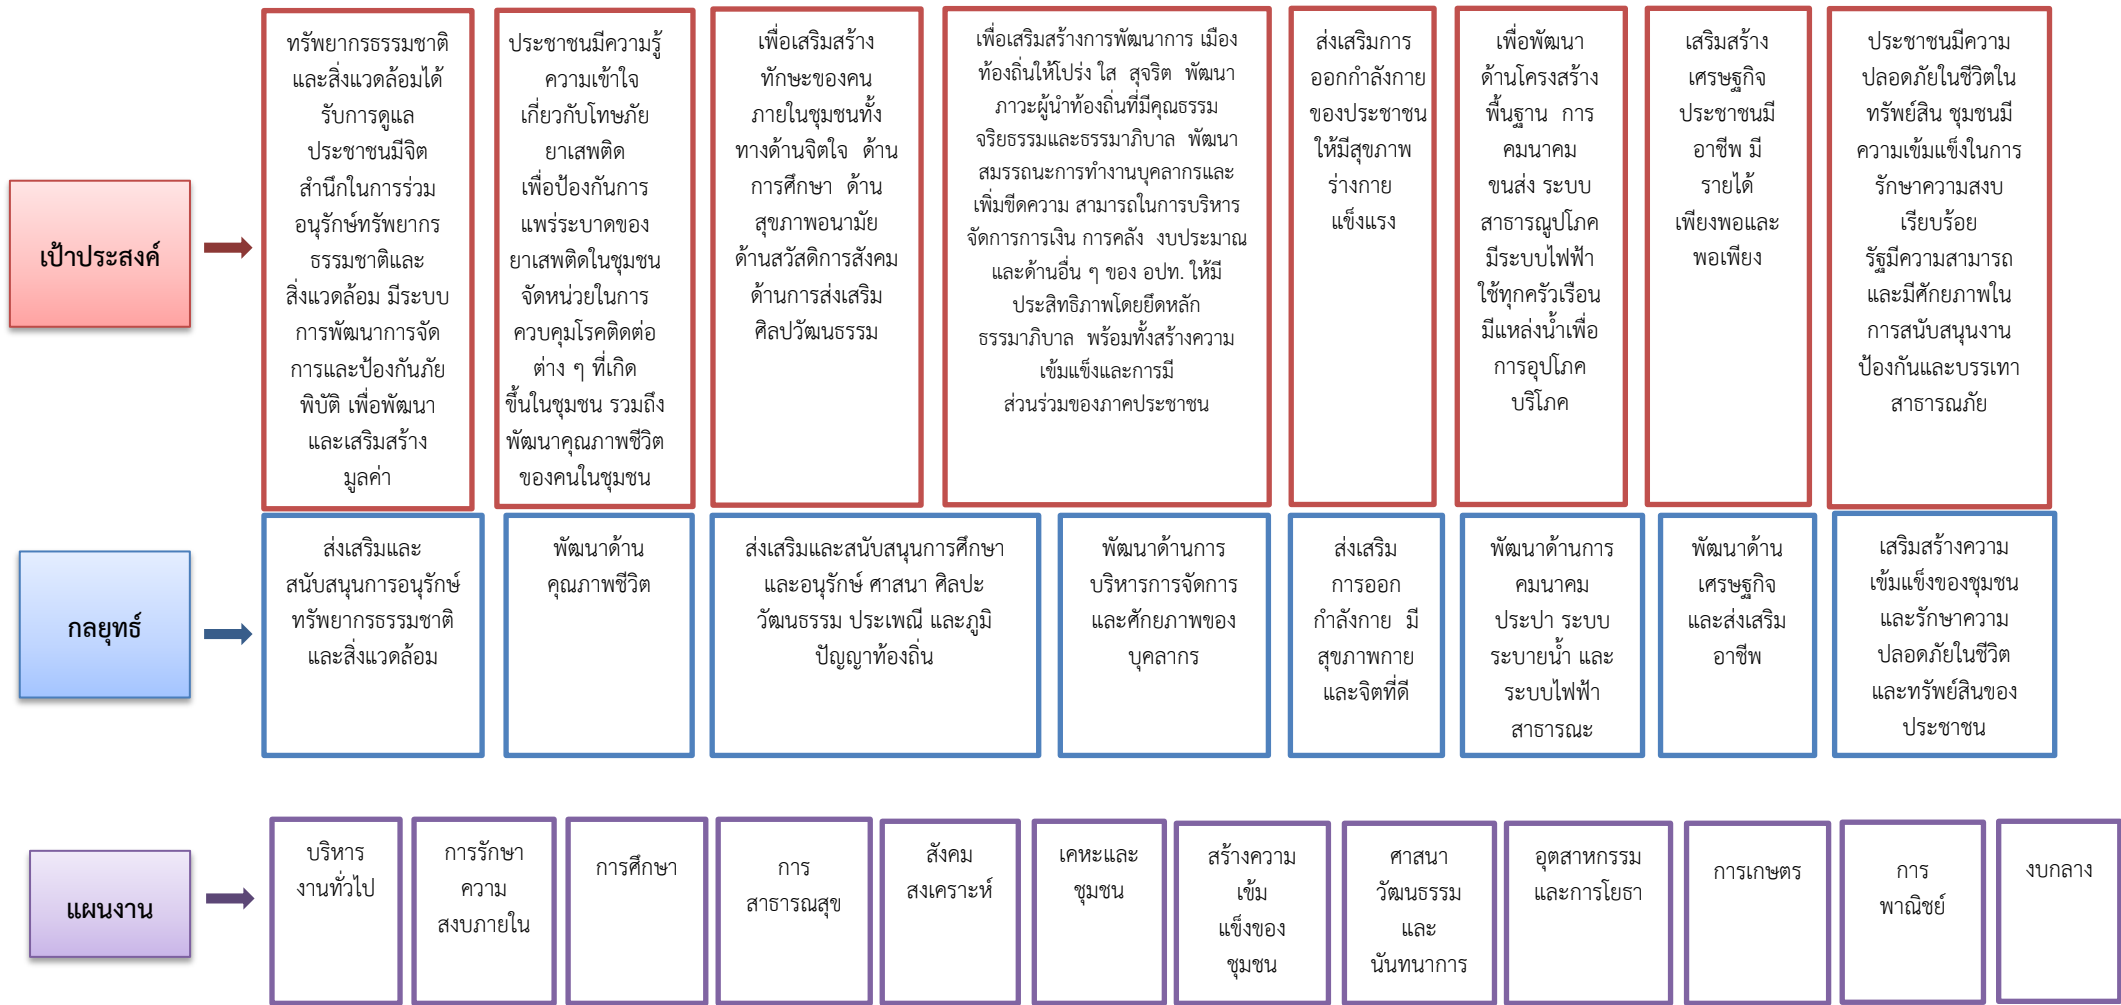 เป้าประสงค์
ทรัพยากรธรรมชาติ
และสิ่งแวดล้อมได้
รับการดูแล
ประชาชนมีจิต
สำนึกในการร่วม
อนุรักษ์ทรัพยากร
ธรรมชาติและ
สิ่งแวดล้อม มีระบบ
การพัฒนาการจัด
การและป้องกันภัย
พิบัติ เพื่อพัฒนา
และเสริมสร้าง
มูลค่า
ประชาชนมีความรู้
ความเข้าใจ
เกี่ยวกับโทษภัย
ยาเสพติด
เพื่อป้องกันการ
แพร่ระบาดของ
ยาเสพติดในชุมชน
จัดหน่วยในการ
ควบคุมโรคติดต่อ
ต่าง ๆ ที่เกิด
ขึ้นในชุมชน รวมถึง
พัฒนาคุณภาพชีวิต
ของคนในชุมชน
เพื่อเสริมสร้าง
ทักษะของคน
ภายในชุมชนทั้ง
ทางด้านจิตใจ ด้าน
การศึกษา ด้าน
สุขภาพอนามัย
ด้านสวัสดิการสังคม
ด้านการส่งเสริม
ศิลปวัฒนธรรม
เพื่อเสริมสร้างการพัฒนาการ เมือง
ท้องถิ่นให้โปร่ง ใส สุจริต พัฒนา
ภาวะผู้นำท้องถิ่นที่มีคุณธรรม
จริยธรรมและธรรมาภิบาล พัฒนา
สมรรถนะการทำงานบุคลากรและ
เพิ่มขีดความ สามารถในการบริหาร
จัดการการเงิน การคลัง งบประมาณ
และด้านอื่น ๆ ของ อปท. ให้มี
ประสิทธิภาพโดยยึดหลัก
ธรรมาภิบาล พร้อมทั้งสร้างความ
เข้มแข็งและการมี
ส่วนร่วมของภาคประชาชน
ส่งเสริมการ
ออกกำลังกาย
ของประชาชน
ให้มีสุขภาพ
ร่างกาย
แข็งแรง
เพื่อพัฒนา
ด้านโครงสร้าง
พื้นฐาน การ
คมนาคม
ขนส่ง ระบบ
สาธารณูปโภค
มีระบบไฟฟ้า
ใช้ทุกครัวเรือน
มีแหล่งน้ำเพื่อ
การอุปโภค
บริโภค
เสริมสร้าง
เศรษฐกิจ
ประชาชนมี
อาชีพ มี
รายได้
เพียงพอและ
พอเพียง
ประชาชนมีความ
ปลอดภัยในชีวิตใน
ทรัพย์สิน ชุมชนมี
ความเข้มแข็งในการ
รักษาความสงบ
เรียบร้อย
รัฐมีความสามารถ
และมีศักยภาพใน
การสนับสนุนงาน
ป้องกันและบรรเทา
สาธารณภัย
กลยุทธ์
ส่งเสริมและ
สนับสนุนการอนุรักษ์
ทรัพยากรธรรมชาติ
และสิ่งแวดล้อม
พัฒนาด้าน
คุณภาพชีวิต
ส่งเสริมและสนับสนุนการศึกษา
และอนุรักษ์ ศาสนา ศิลปะ
วัฒนธรรม ประเพณี และภูมิ
ปัญญาท้องถิ่น
พัฒนาด้านการ
บริหารการจัดการ
และศักยภาพของ
บุคลากร
ส่งเสริม
การออก
กำลังกาย มี
สุขภาพกาย
และจิตที่ดี
พัฒนาด้านการ
คมนาคม
ประปา ระบบ
ระบายน้ำ และ
ระบบไฟฟ้า
สาธารณะ
พัฒนาด้าน
เศรษฐกิจ
และส่งเสริม
อาชีพ
เสริมสร้างความ
เข้มแข็งของชุมชน
และรักษาความ
ปลอดภัยในชีวิต
และทรัพย์สินของ
ประชาชน
แผนงาน
บริหาร
งานทั่วไป
การรักษา
ความ
สงบภายใน
การศึกษา
การ
สาธารณสุข
สังคม
สงเคราะห์
เคหะและ
ชุมชน
สร้างความ
เข้ม
แข็งของ
ชุมชน
ศาสนา
วัฒนธรรม
และ
นันทนาการ
อุตสาหกรรม
และการโยธา
การเกษตร
การ
พาณิชย์
งบกลาง